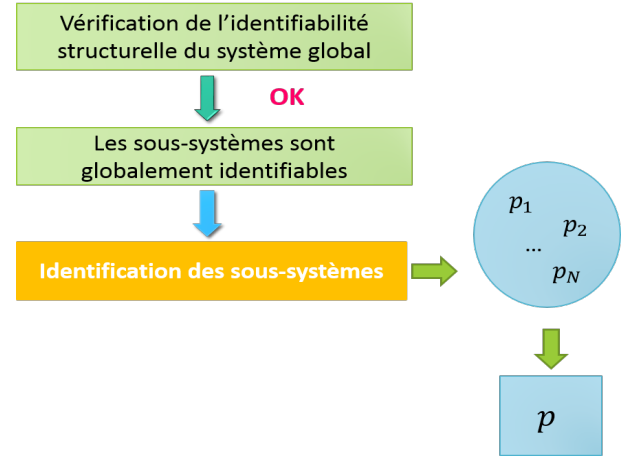 Vérification de l’identifiabilité
structurelle du système global
OK
Les sous-systèmes sont
globalement identifiables
Identification des sous-systèmes
p₁
p₂
...
p_N
p